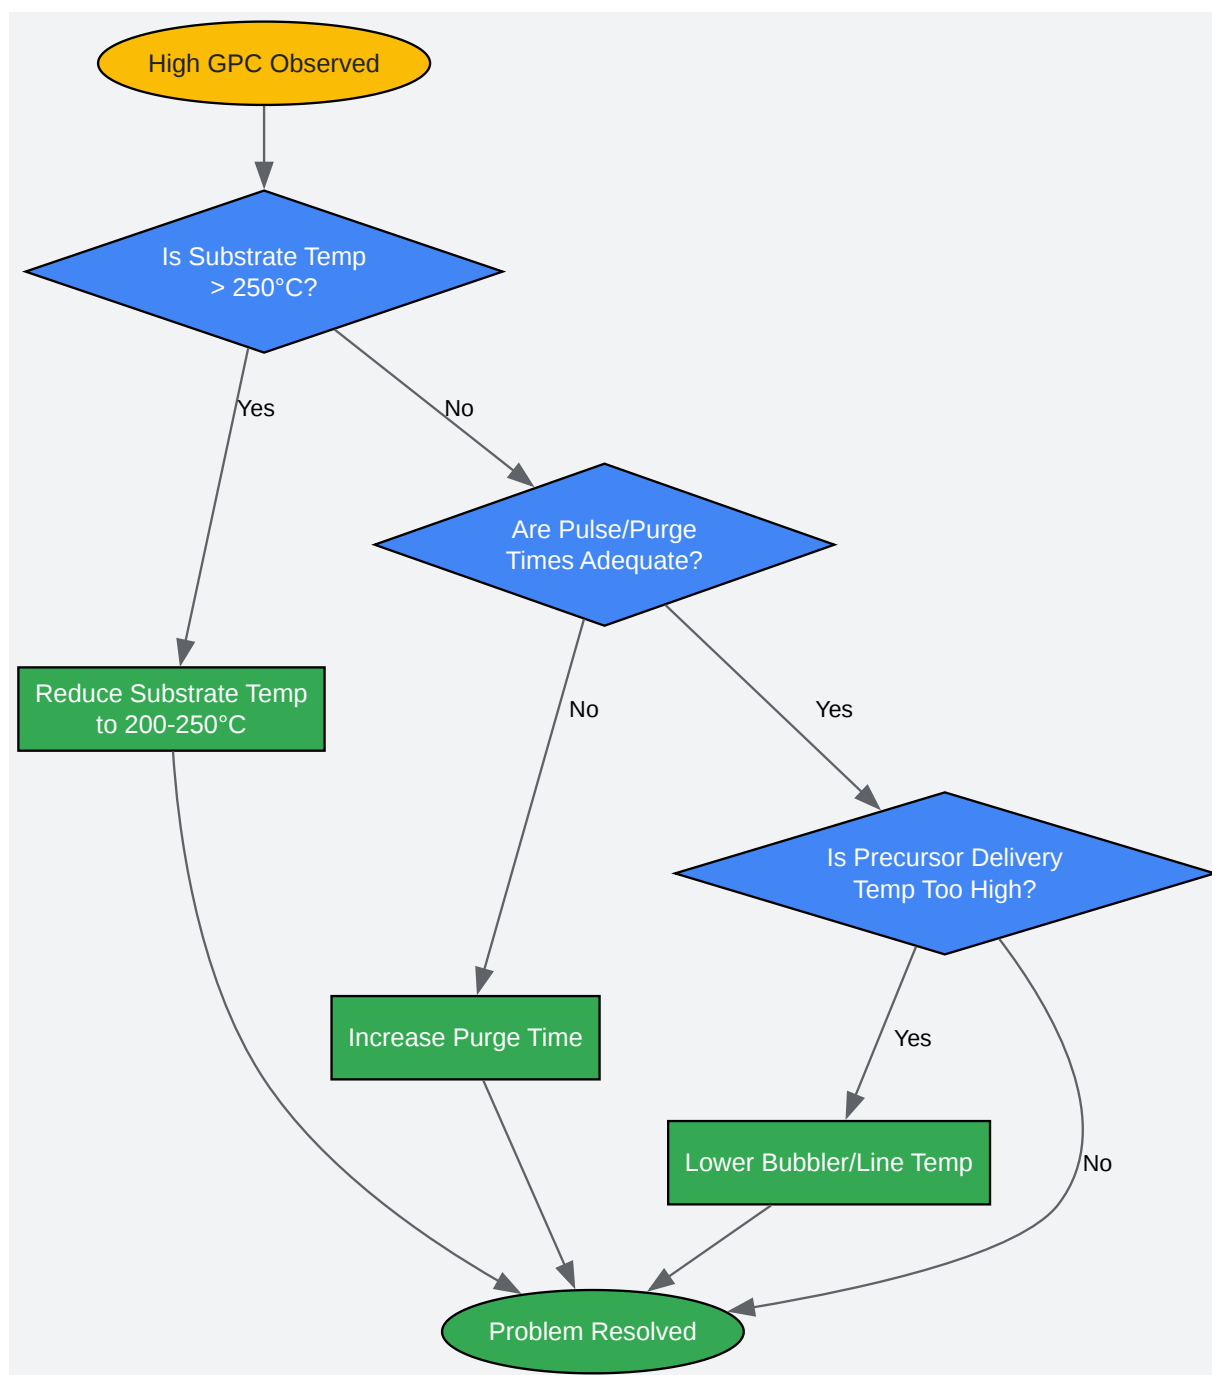 High GPC Observed
Is Substrate Temp
> 250°C?
Yes
No
Are Pulse/Purge
Times Adequate?
Reduce Substrate Temp
to 200-250°C
No
Yes
Is Precursor Delivery
Temp Too High?
Increase Purge Time
Yes
Lower Bubbler/Line Temp
No
Problem Resolved